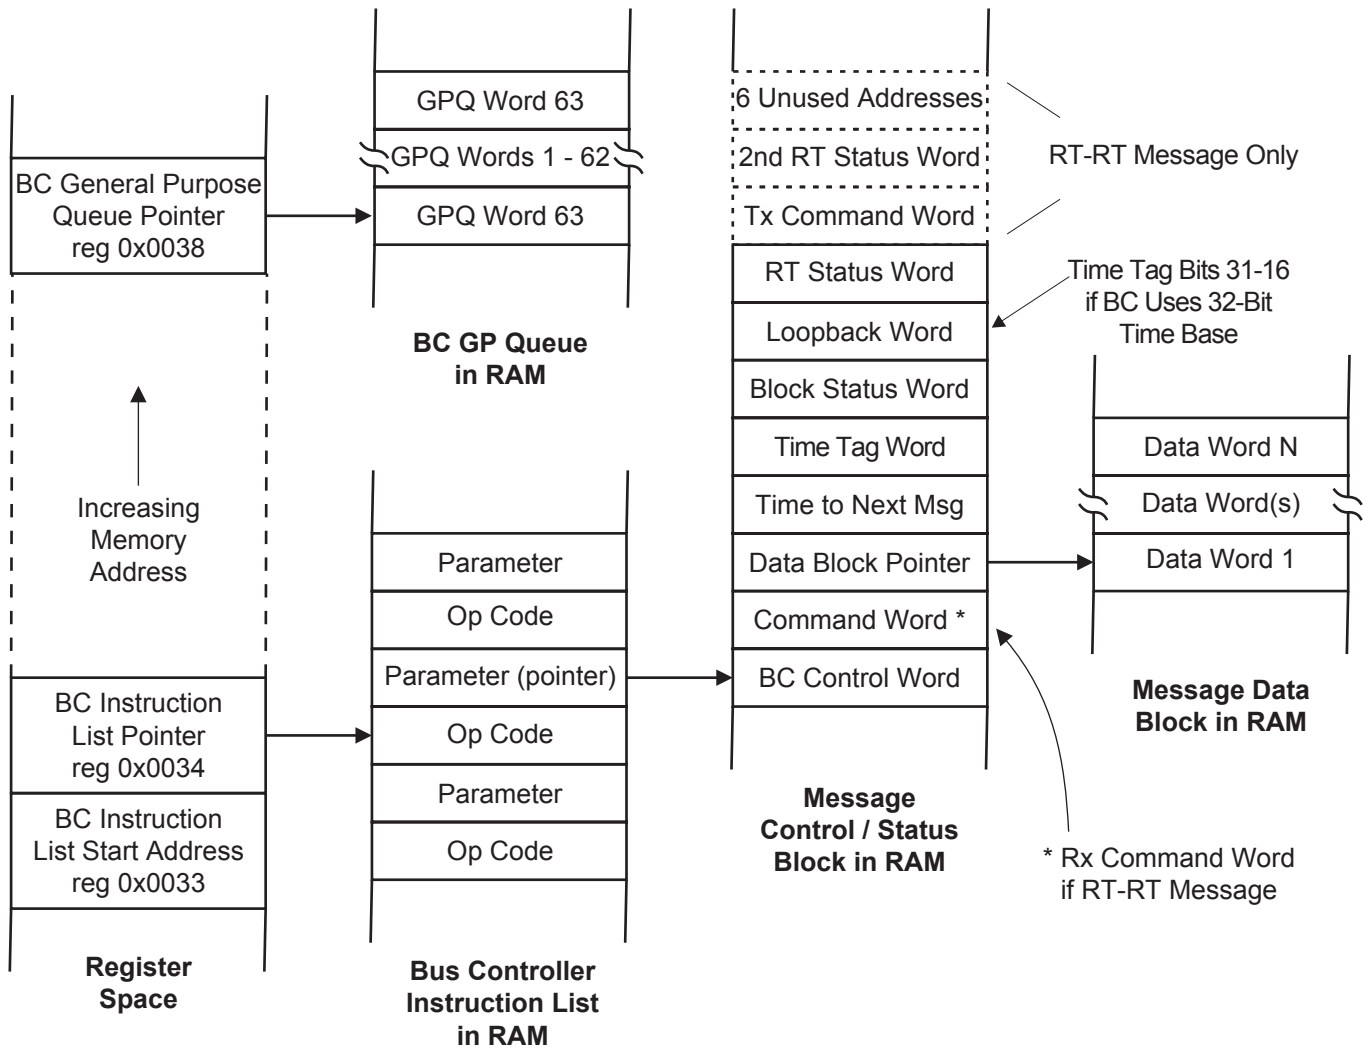 BC General Purpose
Queue Pointer
reg 0x0038
Increasing
Memory
Address
BC Instruction
List Pointer
reg 0x0034
BC Instruction
List Start Address
reg 0x0033
Register
Space
GPQ Word 63
GPQ Words 1 - 62
GPQ Word 63
BC GP Queue
in RAM
Parameter
Op Code
Parameter (pointer)
Op Code
Parameter
Op Code
Bus Controller
Instruction List
in RAM
6 Unused Addresses
2nd RT Status Word
Tx Command Word
RT Status Word
Loopback Word
Block Status Word
Time Tag Word
Time to Next Msg
Data Block Pointer
Command Word *
BC Control Word
Message
Control / Status
Block in RAM
RT-RT Message Only
Time Tag Bits 31-16
if BC Uses 32-Bit
Time Base
Data Word N
Data Word(s)
Data Word 1
Message Data
Block in RAM
* Rx Command Word
if RT-RT Message